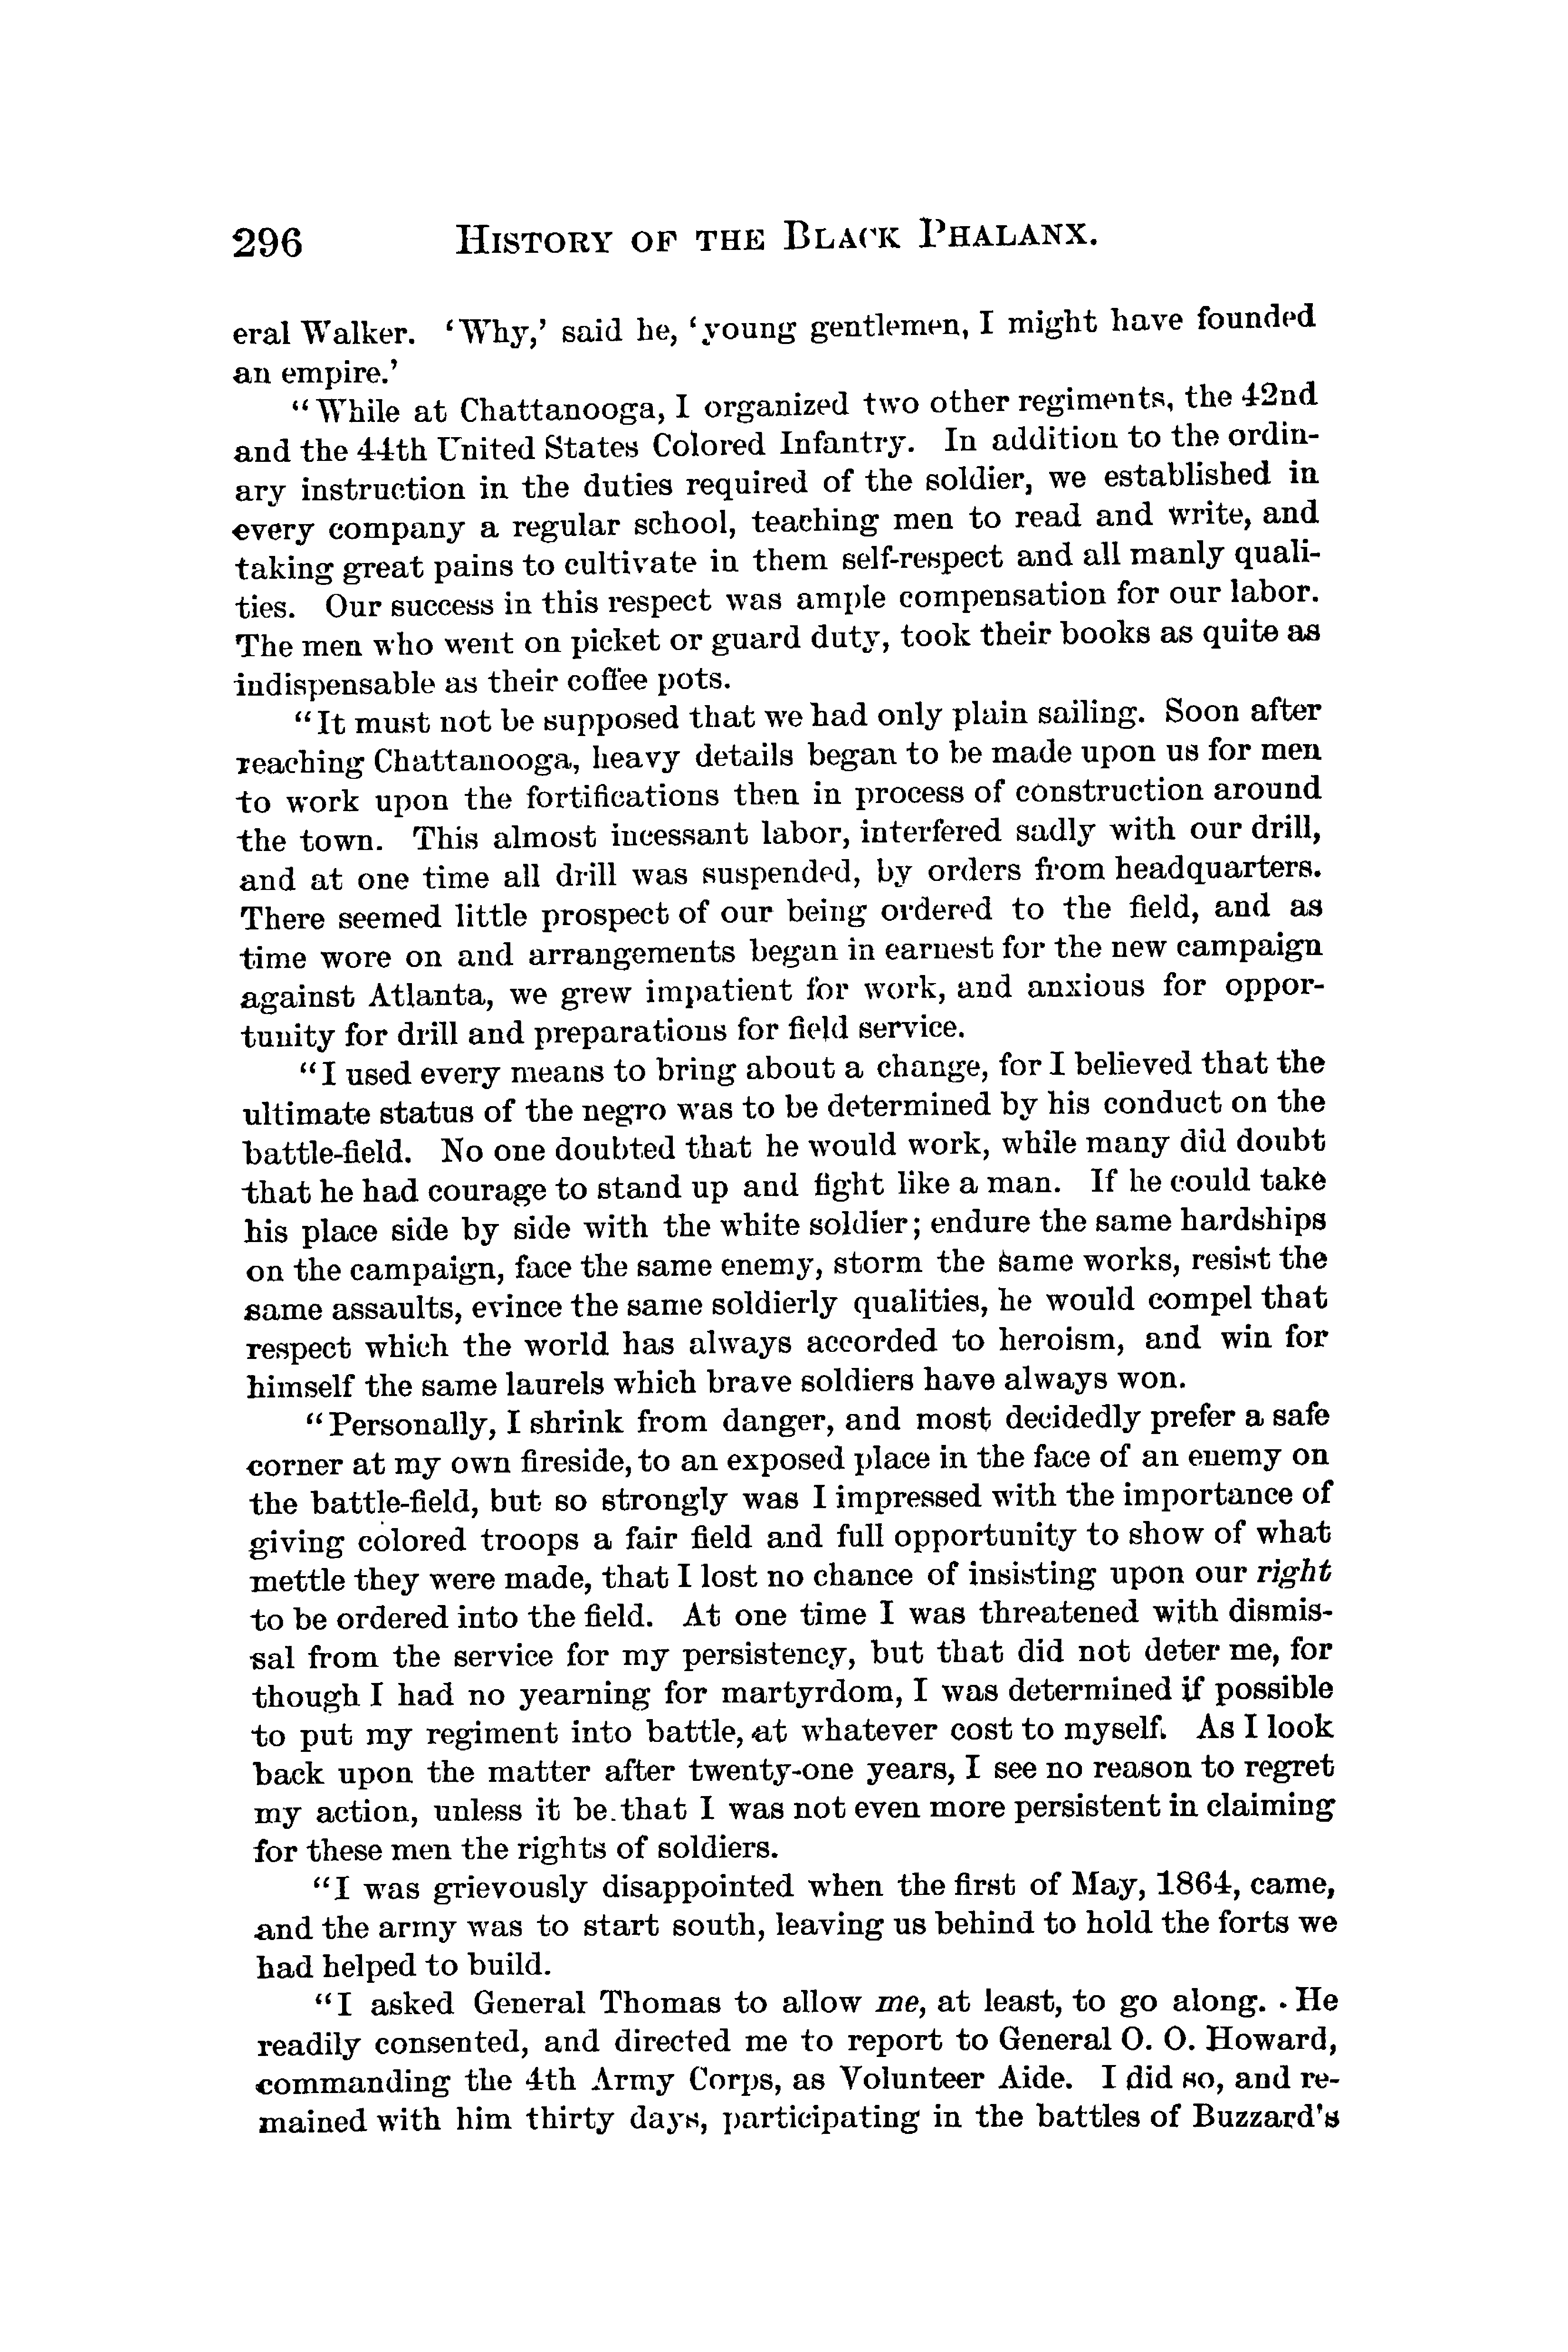 296 HISTORY OF THE BLACK PHALANX.
eral Walker. ‘Why,’ said he, ‘young gentlemen, I might have founded
an empire.’
“While at Chattanooga, I organized two other regiments, the 42nd
and the 44th United States Colored Infantry. In addition to the ordin-
ary instruction in the duties required of the soldier, we established in
every company a regular school, teaching men to read and write, and
taking great pains to cultivate in them self-respect and all manly quali-
ties. Our success in this respect was ample compensation for our labor.
The men who went on picket or guard duty, took their books as quite as
indispensable as their coffee pots.
“It must not be supposed that we had only plain sailing. Soon after
reaching Chattanooga, heavy details began to be made upon us for men
to work upon the fortifications then in process of construction around
the town. This almost incessant labor, interfered sadly with our drill,
and at one time all drill was suspended, by orders from headquarters.
There seemed little prospect of our being ordered to the field, and as
time wore on and arrangements began in earnest for the new campaign
against Atlanta, we grew impatient for work, and anxious for oppor-
tunity for drill and preparations for field service.
“I used every means to bring about a change, for I believed that the
ultimate status of the negro was to be determined by his conduct on the
battle-field. No one doubted that he would work, while many did doubt
that he had courage to stand up and fight like a man. If he could take
his place side by side with the white soldier; endure the same hardships
on the campaign, face the same enemy, storm the same works, resist the
same assaults, evince the same soldierly qualities, he would compel that
respect which the world has always accorded to heroism, and win for
himself the same laurels which brave soldiers have always won.
“Personally, I shrink from danger, and most decidedly prefer a safe
corner at my own fireside, to an exposed place in the face of an enemy on
the battle-field, but so strongly was I impressed with the importance of
giving colored troops a fair field and full opportunity to show of what
mettle they were made, that I lost no chance of insisting upon our right
to be ordered into the field. At one time I was threatened with dismis-
sal from the service for my persistency, but that did not deter me, for
though I had no yearning for martyrdom, I was determined if possible
to put my regiment into battle, at whatever cost to myself. As I look
back upon the matter after twenty-one years, I see no reason to regret
my action, unless it be that I was not even more persistent in claiming
for these men the rights of soldiers.
“I was grievously disappointed when the first of May, 1864, came,
and the army was to start south, leaving us behind to hold the forts we
had helped to build.
“I asked General Thomas to allow me, at least, to go along. He
readily consented, and directed me to report to General O. O. Howard,
commanding the 4th Army Corps, as Volunteer Aide. I did so, and re-
mained with him thirty days, participating in the battles of Buzzard's